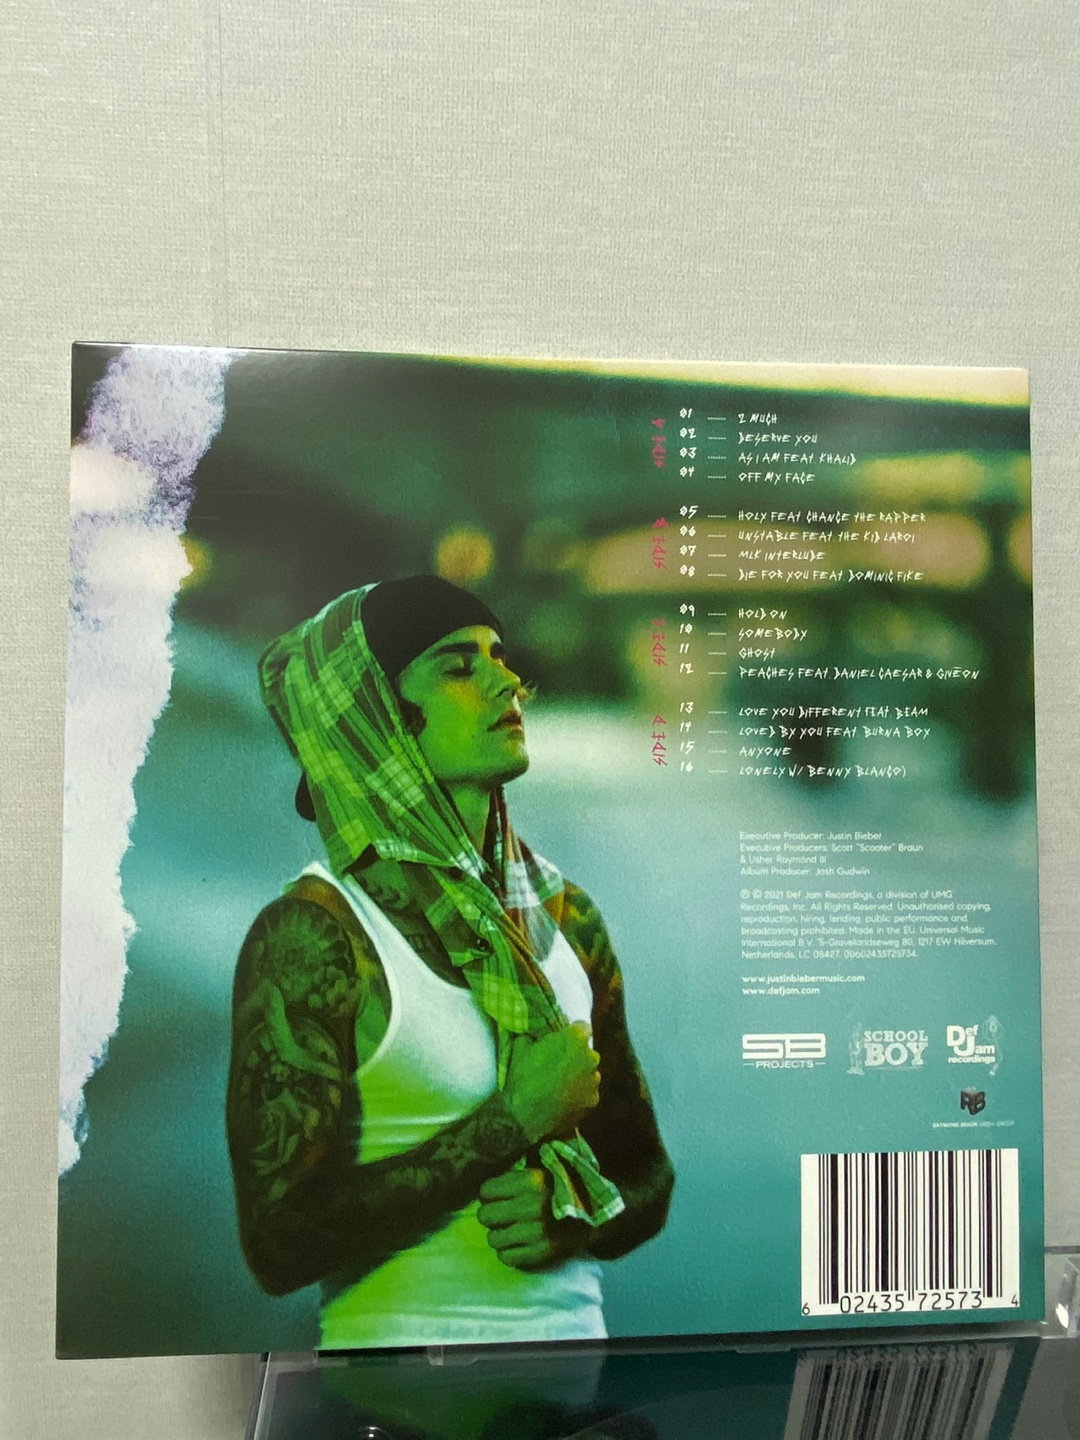 SIDE A
01 ........ 2 MUCH
02 ........ DESERVE YOU
03 ........ AS I AM FEAT KHALID
04 ........ OFF MY FACE
SIDE B
05 ........ HOLY FEAT CHANCE THE RAPPER
06 ........ UNSTABLE FEAT THE KID LAROI
07 ........ MLK INTERLUDE
08 ........ DIE FOR YOU FEAT DOMINIC FIKE
SIDE C
09 ........ HOLD ON
10 ........ SOMEBODY
11 ........ GHOST
12 ........ PEACHES FEAT DANIEL CAESAR & GIVĒON
SIDE D
13 ........ LOVE YOU DIFFERENT FEAT BEAM
14 ........ LOVED BY YOU FEAT BURNA BOY
15 ........ ANYONE
16 ........ LONELY W/ BENNY BLANCO)
Executive Producer: Justin Bieber
Executive Producers: Scott "Scooter" Braun
& Usher Raymond III
Album Producer: Josh Gudwin
℗ © 2021 Def Jam Recordings, a division of UMG
Recordings, Inc. All Rights Reserved. Unauthorised copying,
reproduction, hiring, lending, public performance and
broadcasting prohibited. Made in the EU. Universal Music
International B.V. 'S-Gravelandseweg 80, 1217 EW Hilversum,
Netherlands. LC 08427. 00602435725734.
www.justinbiebermusic.com
www.defjam.com
SB
PROJECTS
SCHOOL
BOY
Def
Jam
recordings
RB
RAYMOND BRAUN MEDIA GROUP
6 02435 72573 4